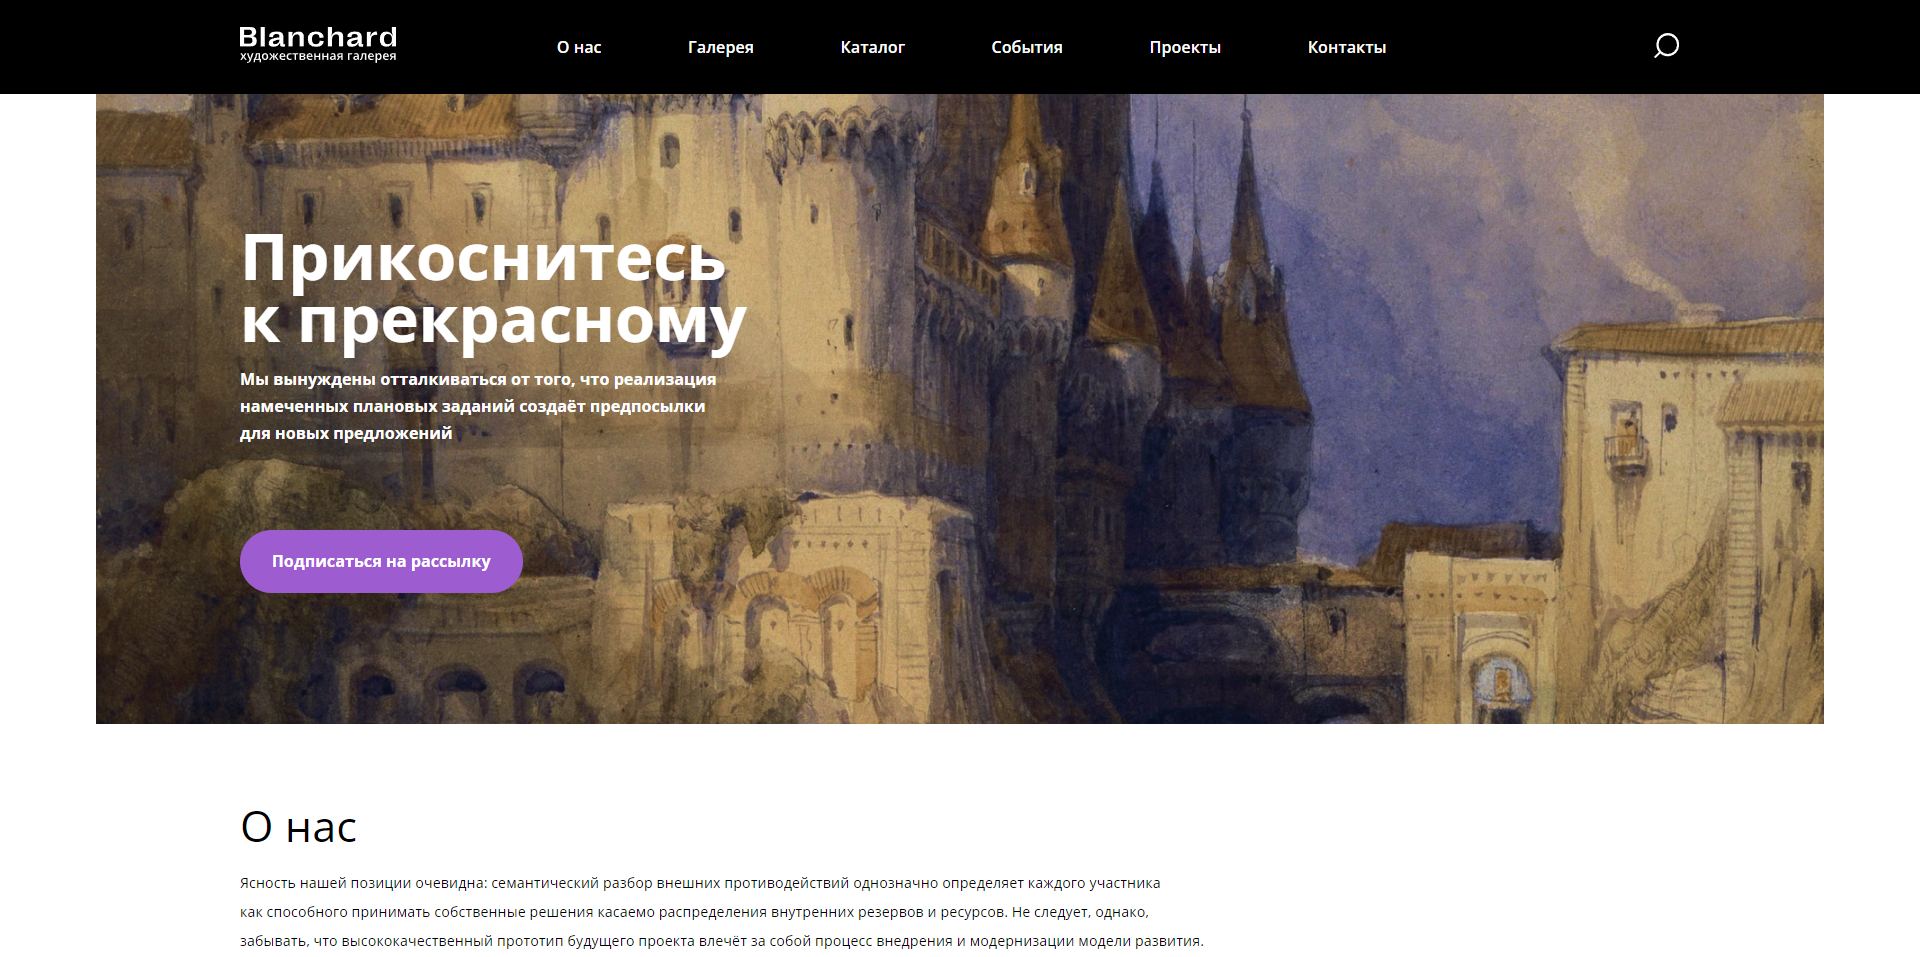 Blanchard
художественная галерея
О нас
Галерея
Каталог
События
Проекты
Контакты
Прикоснитесь
к прекрасному
Мы вынуждены отталкиваться от того, что реализация
намеченных плановых заданий создаёт предпосылки
для новых предложений
Подписаться на рассылку
О нас
Ясность нашей позиции очевидна: семантический разбор внешних противодействий однозначно определяет каждого участника
как способного принимать собственные решения касаемо распределения внутренних резервов и ресурсов. Не следует, однако,
забывать, что высококачественный прототип будущего проекта влечёт за собой процесс внедрения и модернизации модели развития.